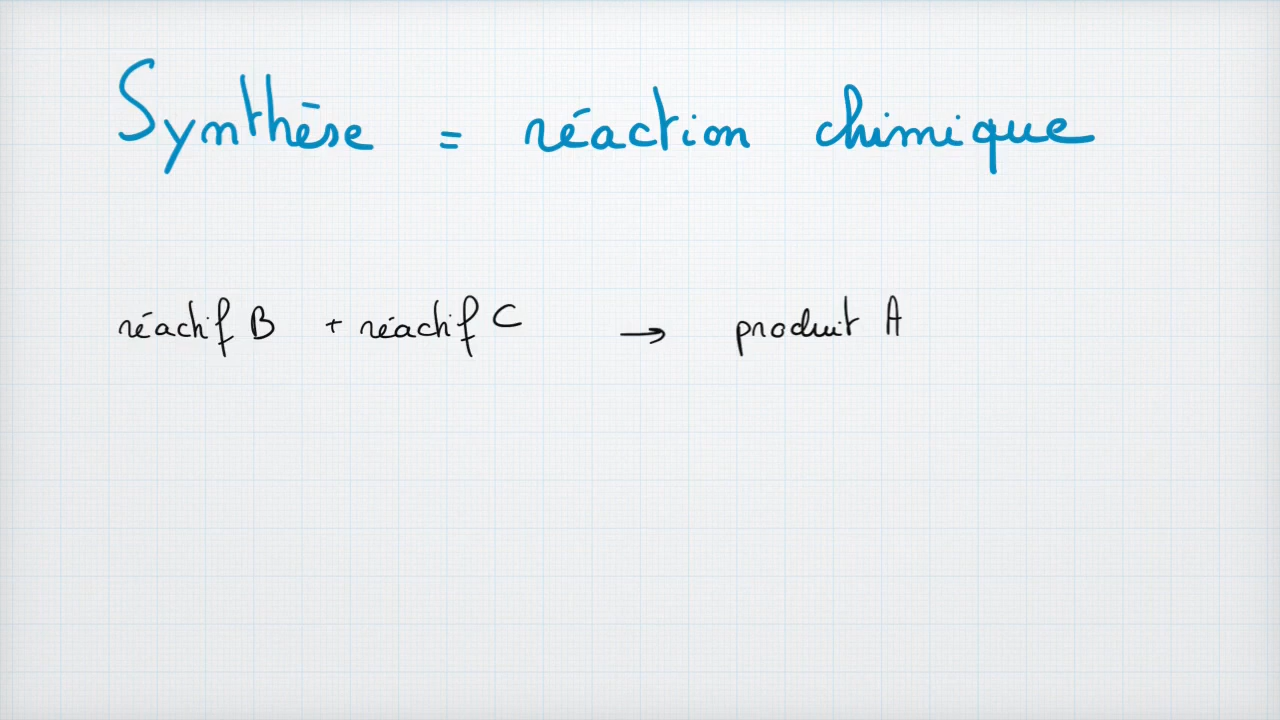 Synthèse = réaction chimique
réactif B + réactif C → produit A